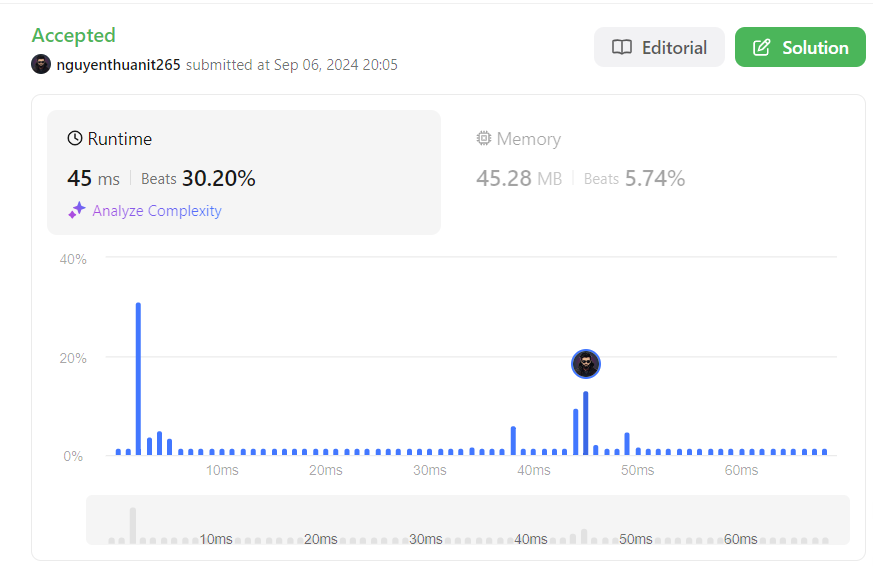 Accepted
Editorial
Solution
nguyenthuanit265 submitted at Sep 06, 2024 20:05
Runtime
Memory
45 ms | Beats 30.20%
45.28 MB | Beats 5.74%
Analyze Complexity
40%
20%
0%
10ms 20ms 30ms 40ms 50ms 60ms
10ms 20ms 30ms 40ms 50ms 60ms